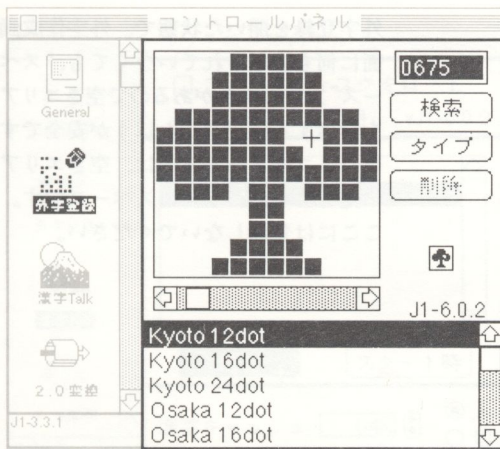 コントロールパネル
General
外字登録
漢字Talk
2.0変換
J1-3.3.1
0675
検索
タイプ
削除
J1-6.0.2
Kyoto 12dot
Kyoto 16dot
Kyoto 24dot
Osaka 12dot
Osaka 16dot